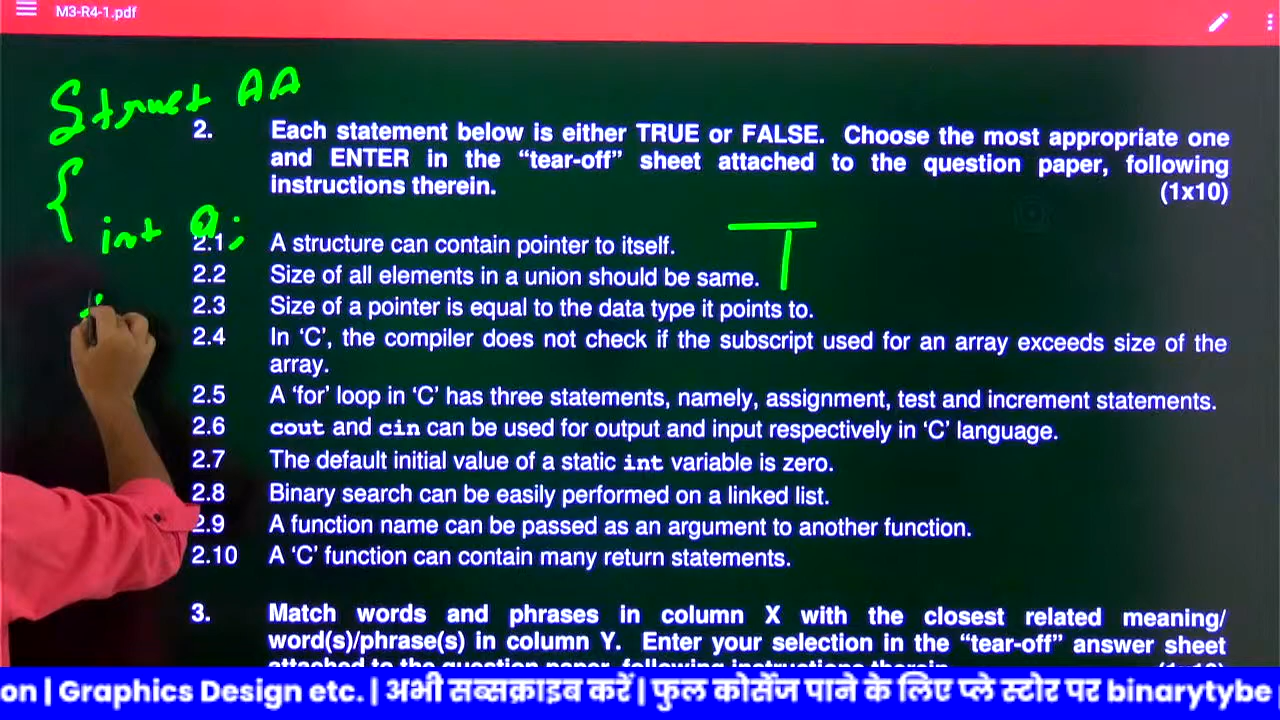 M3-R4-1.pdf
Struct AA
2. Each statement below is either TRUE or FALSE. Choose the most appropriate one
and ENTER in the “tear-off” sheet attached to the question paper, following
instructions therein. (1x10)
{
int a;
2.1 A structure can contain pointer to itself. T
2.2 Size of all elements in a union should be same.
2.3 Size of a pointer is equal to the data type it points to.
2.4 In ‘C’, the compiler does not check if the subscript used for an array exceeds size of the
array.
2.5 A ‘for’ loop in ‘C’ has three statements, namely, assignment, test and increment statements.
2.6 cout and cin can be used for output and input respectively in ‘C’ language.
2.7 The default initial value of a static int variable is zero.
2.8 Binary search can be easily performed on a linked list.
2.9 A function name can be passed as an argument to another function.
2.10 A ‘C’ function can contain many return statements.
3. Match words and phrases in column X with the closest related meaning/
word(s)/phrase(s) in column Y. Enter your selection in the “tear-off” answer sheet
attached to the question paper, following instructions therein. (1x10)
on | Graphics Design etc. | अभी सब्सक्राइब करें | फुल कोर्सेज पाने के लिए प्ले स्टोर पर binarytybe